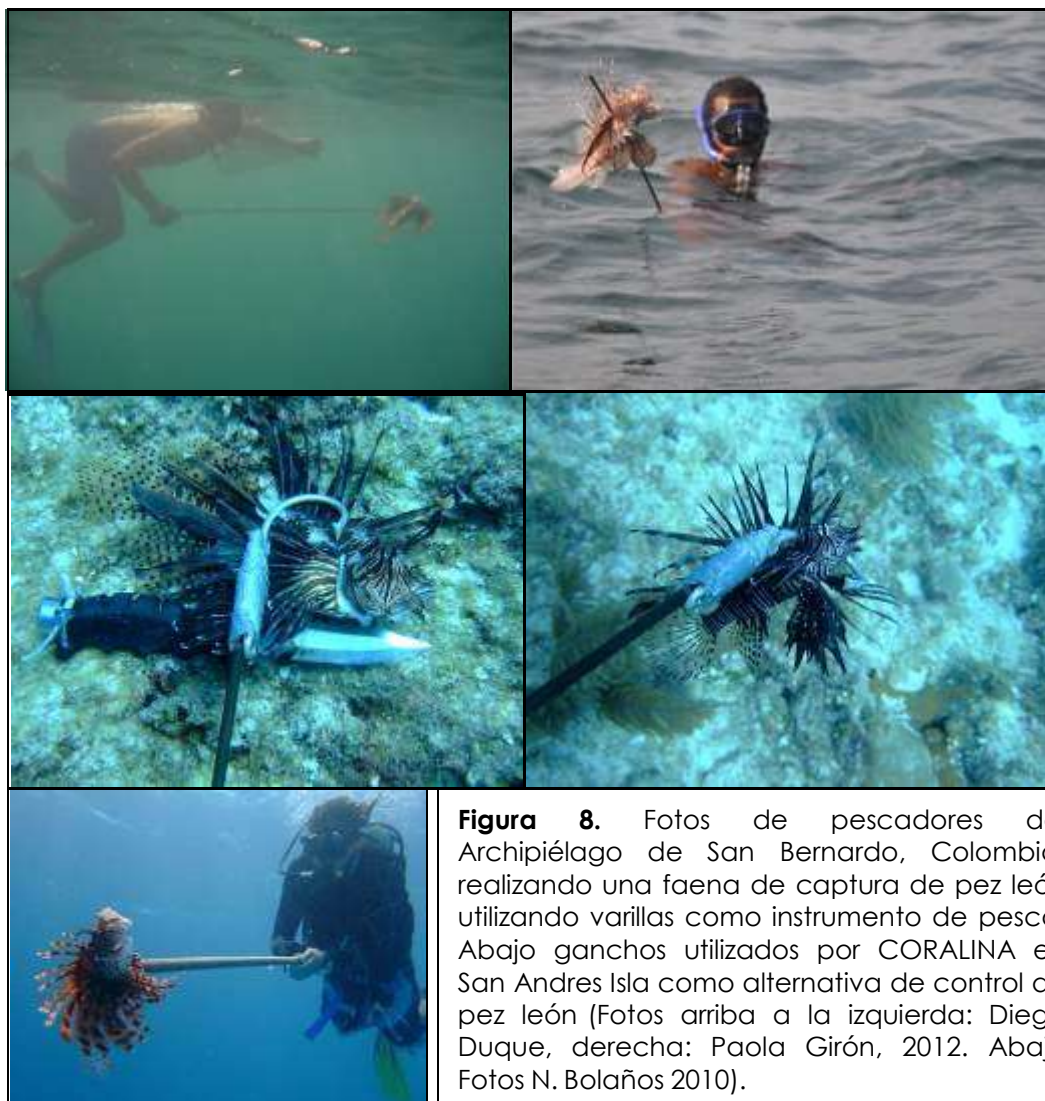 Figura 8. Fotos de pescadores d
Archipiélago de San Bernardo, Colombi
realizando una faena de captura de pez leó
utilizando varillas como instrumento de pesc
Abajo ganchos utilizados por CORALINA e
San Andres Isla como alternativa de control d
pez león (Fotos arriba a la izquierda: Dieg
Duque, derecha: Paola Girón, 2012. Abaj
Fotos N. Bolaños 2010).